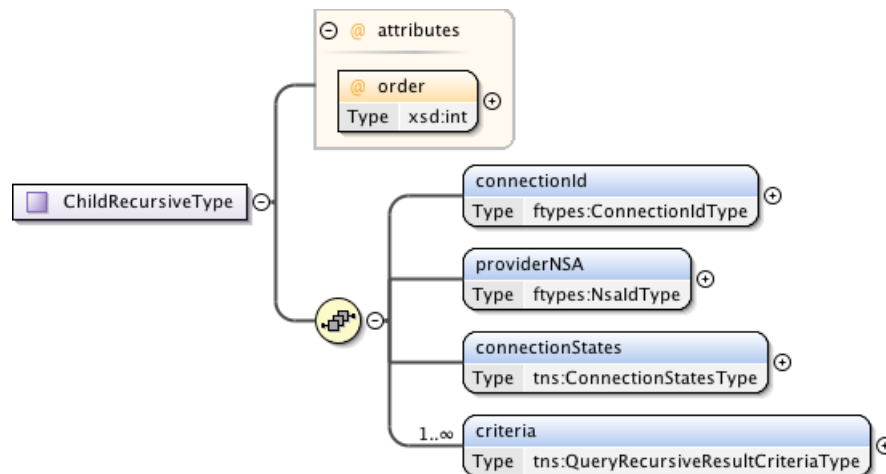 @ attributes
@ order
Type xsd:int
ChildRecursiveType
connectionId
Type ftypes:ConnectionIdType
providerNSA
Type ftypes:NsaIdType
connectionStates
Type tns:ConnectionStatesType
1..∞
criteria
Type tns:QueryRecursiveResultCriteriaType